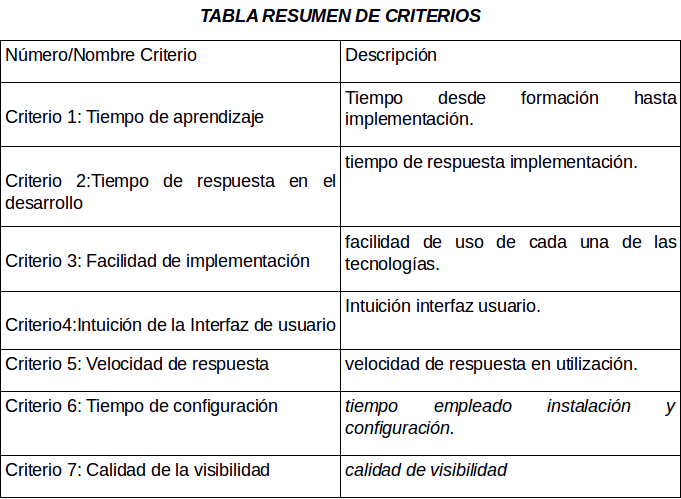 TABLA RESUMEN DE CRITERIOS
Número/Nombre Criterio
Descripción
Criterio 1: Tiempo de aprendizaje
Tiempo desde formación hasta
implementación.
Criterio 2:Tiempo de respuesta en el
desarrollo
tiempo de respuesta implementación.
Criterio 3: Facilidad de implementación
facilidad de uso de cada una de las
tecnologías.
Criterio4:Intuición de la Interfaz de usuario
Intuición interfaz usuario.
Criterio 5: Velocidad de respuesta
velocidad de respuesta en utilización.
Criterio 6: Tiempo de configuración
tiempo empleado instalación y
configuración.
Criterio 7: Calidad de la visibilidad
calidad de visibilidad